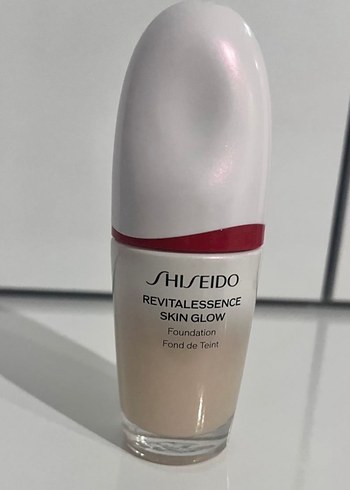 SHISEIDO
REVITALESSENCE
SKIN GLOW
Foundation
Fond de Teint